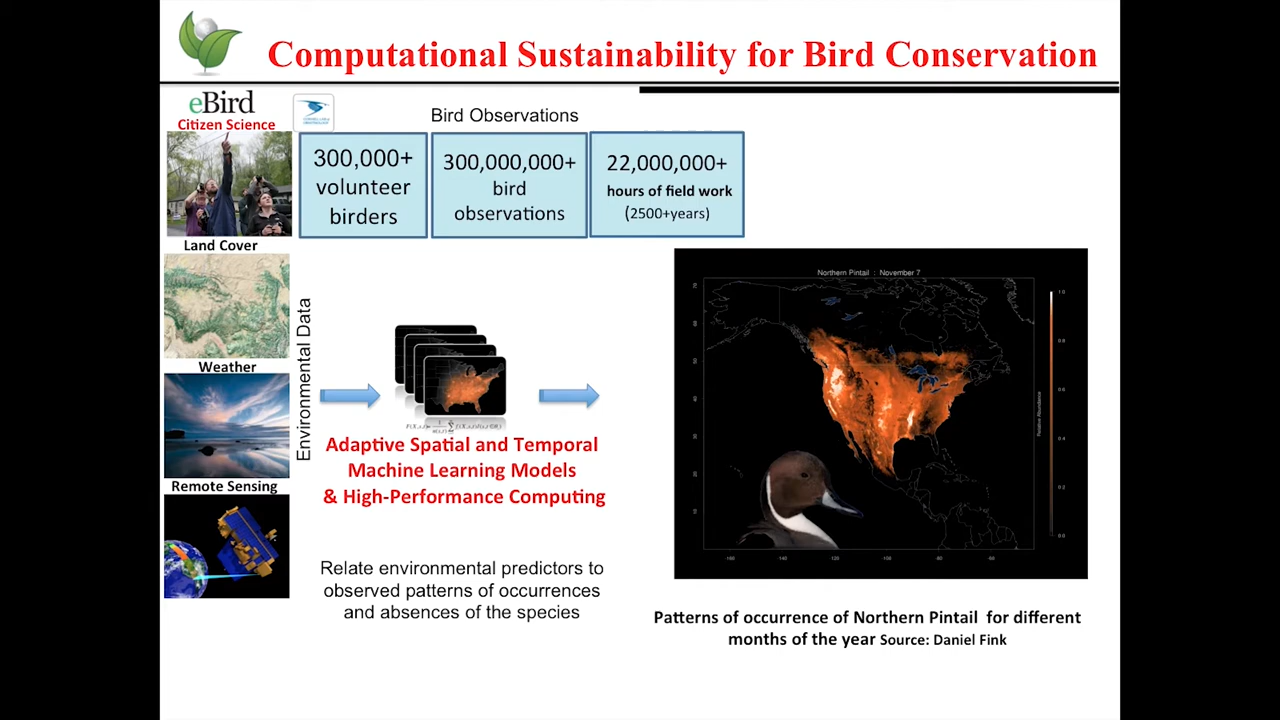 Computational Sustainability for Bird Conservation
eBird
Citizen Science
Bird Observations
300,000+
volunteer
birders
300,000,000+
bird
observations
22,000,000+
hours of field work
(2500+years)
Land Cover
Weather
Remote Sensing
Environmental Data
Adaptive Spatial and Temporal
Machine Learning Models
& High-Performance Computing
Relate environmental predictors to
observed patterns of occurrences
and absences of the species
Northern Pintail : November 7
Relative Abundance
Patterns of occurrence of Northern Pintail for different
months of the year Source: Daniel Fink